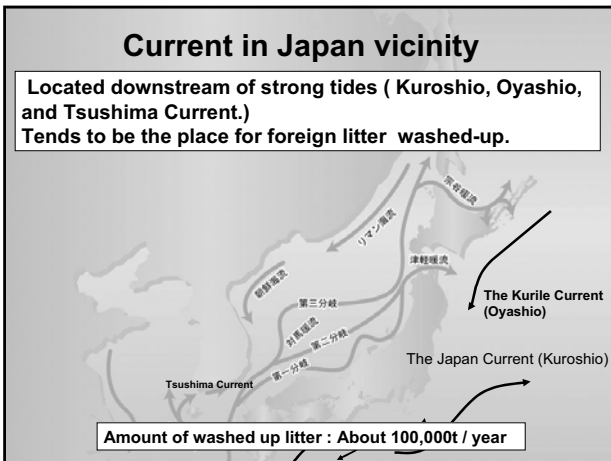 Current in Japan vicinity
Located downstream of strong tides ( Kuroshio, Oyashio,
and Tsushima Current.)
Tends to be the place for foreign litter washed-up.
宗谷暖流
リマン海流
津軽暖流
朝鮮海流
第三分岐
対馬暖流
第二分岐
第一分岐
The Kurile Current
(Oyashio)
The Japan Current (Kuroshio)
Tsushima Current
Amount of washed up litter : About 100,000t / year